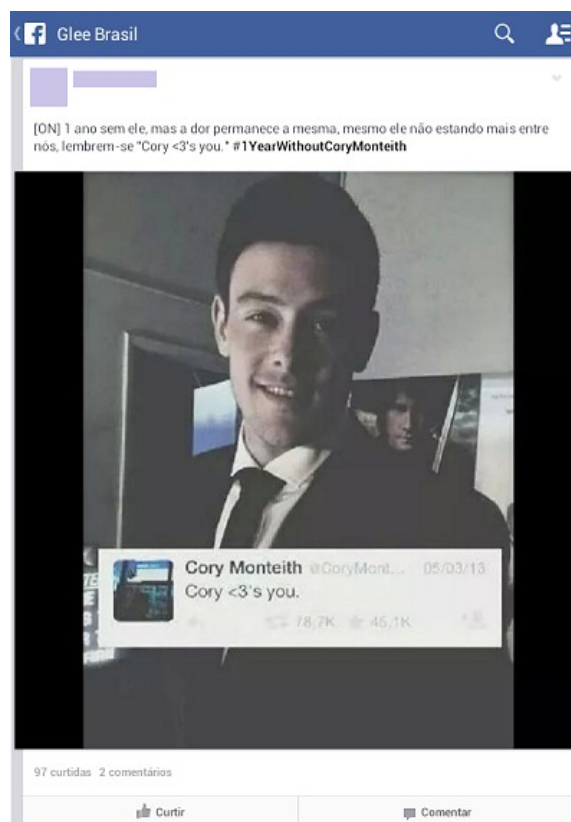 Glee Brasil
[ON] 1 ano sem ele, mas a dor permanece a mesma, mesmo ele não estando mais entre
nós, lembrem-se "Cory <3's you." #1YearWithoutCoryMonteith
Cory Monteith @CoryMont... 05/03/13
Cory <3's you.
78,7K 45,1K
97 curtidas 2 comentários
Curtir Comentar